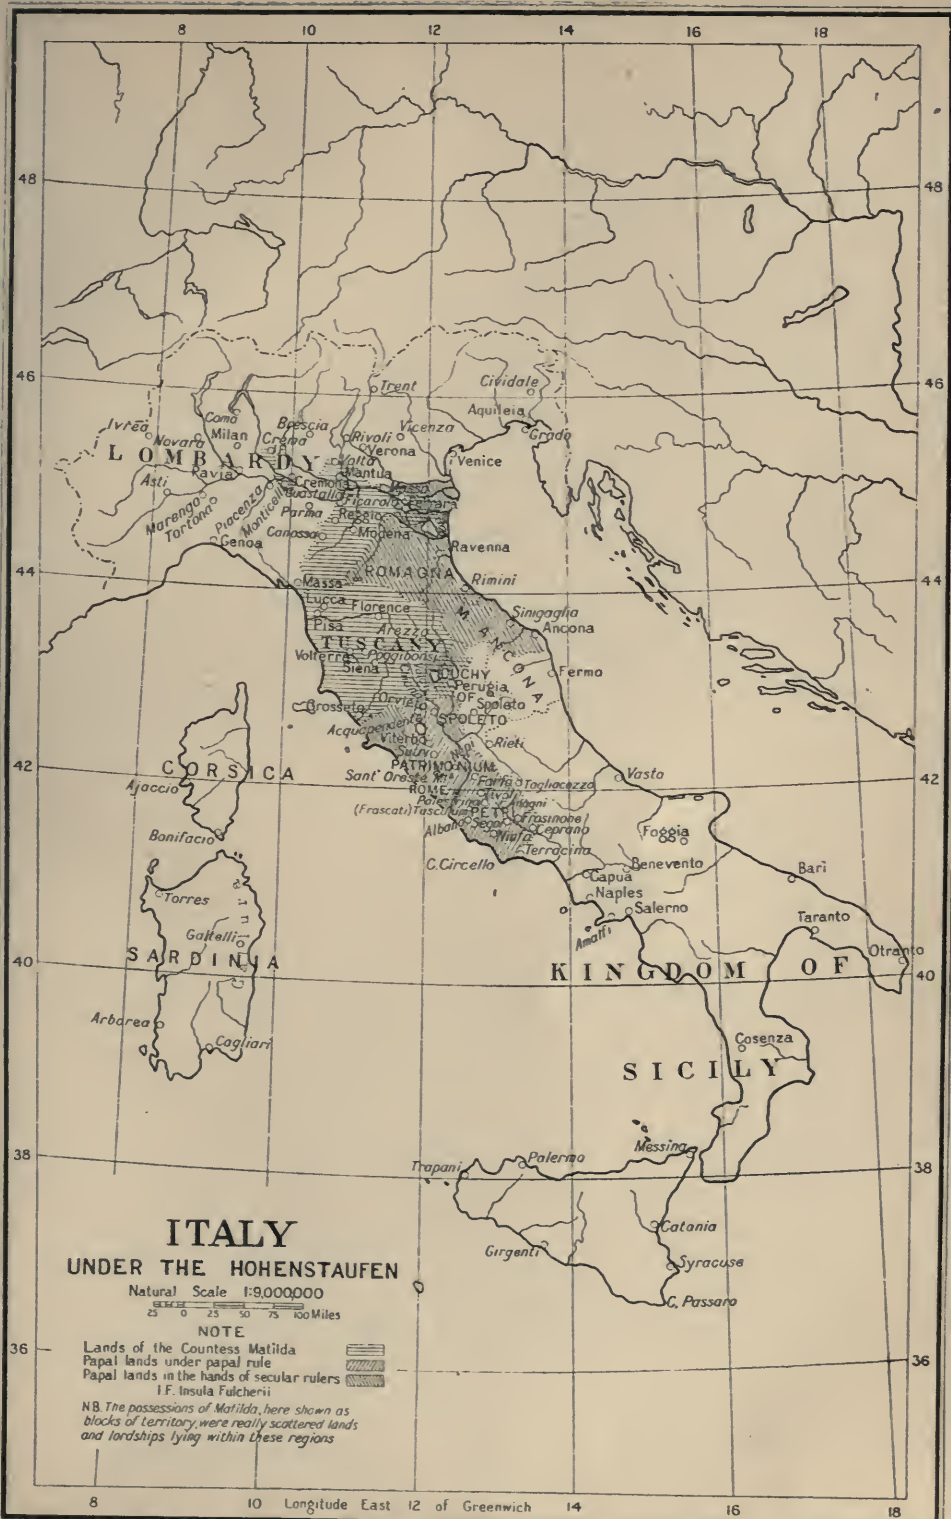 8 10 12 14 16 18
48 48
46 46
Trent
Cividale
Aquileia
Grado
Ivrea
Novara
Como
Milan
Brescia
Crema
Rivoli
Vicenza
Verona
Venice
LOMBARDY
Volta
Mantua
Pavia
Cremona
Guastalla
Ficarolo
Asti
Marengo
Tortona
Piacenza
Parma
Reggio
Canossa
Modena
Genoa
Ravenna
44 44
ROMAGNA
Massa
Rimini
Lucca
Florence
Sinigaglia
Pisa
Ancona
Arezzo
TUSCANY
Poggibonsi
Siena
M. ANCONA
DUCHY
OF
SPOLETO
Perugia
Fermo
Orvieto
Spoleto
Grosseto
Acquapendente
Viterbo
Sutri
Nepi
Rieti
PATRIMONIUM
PETRI
Sant' Oreste Mt
Farfa
Tagliacozzo
ROME
Tivoli
Palestrina
Anagni
(Frascati) Tusculum
Segni
Frosinone
Albano
Ninfa
Ceprano
Terracina
C. Circello
42 42
Vasto
CORSICA
Ajaccio
Bonifacio
Foggia
Benevento
Bari
Capua
Naples
Salerno
Amalfi
Taranto
Otranto
Torres
Galtelli
SARDINIA
40 40
KINGDOM OF
SICILY
Arborea
Cagliari
Cosenza
38 38
Messina
Palermo
Trapani
Catania
Girgenti
Syracuse
C. Passaro
36 36
ITALY
UNDER THE HOHENSTAUFEN
Natural Scale 1:9,000,000
25 0 25 50 75 100 Miles
NOTE
Lands of the Countess Matilda
Papal lands under papal rule
Papal lands in the hands of secular rulers
I.F. Insula Fulcherii
N.B. The possessions of Matilda, here shown as
blocks of territory, were really scattered lands
and lordships lying within these regions
8 10 Longitude East 12 of Greenwich 14 16 18